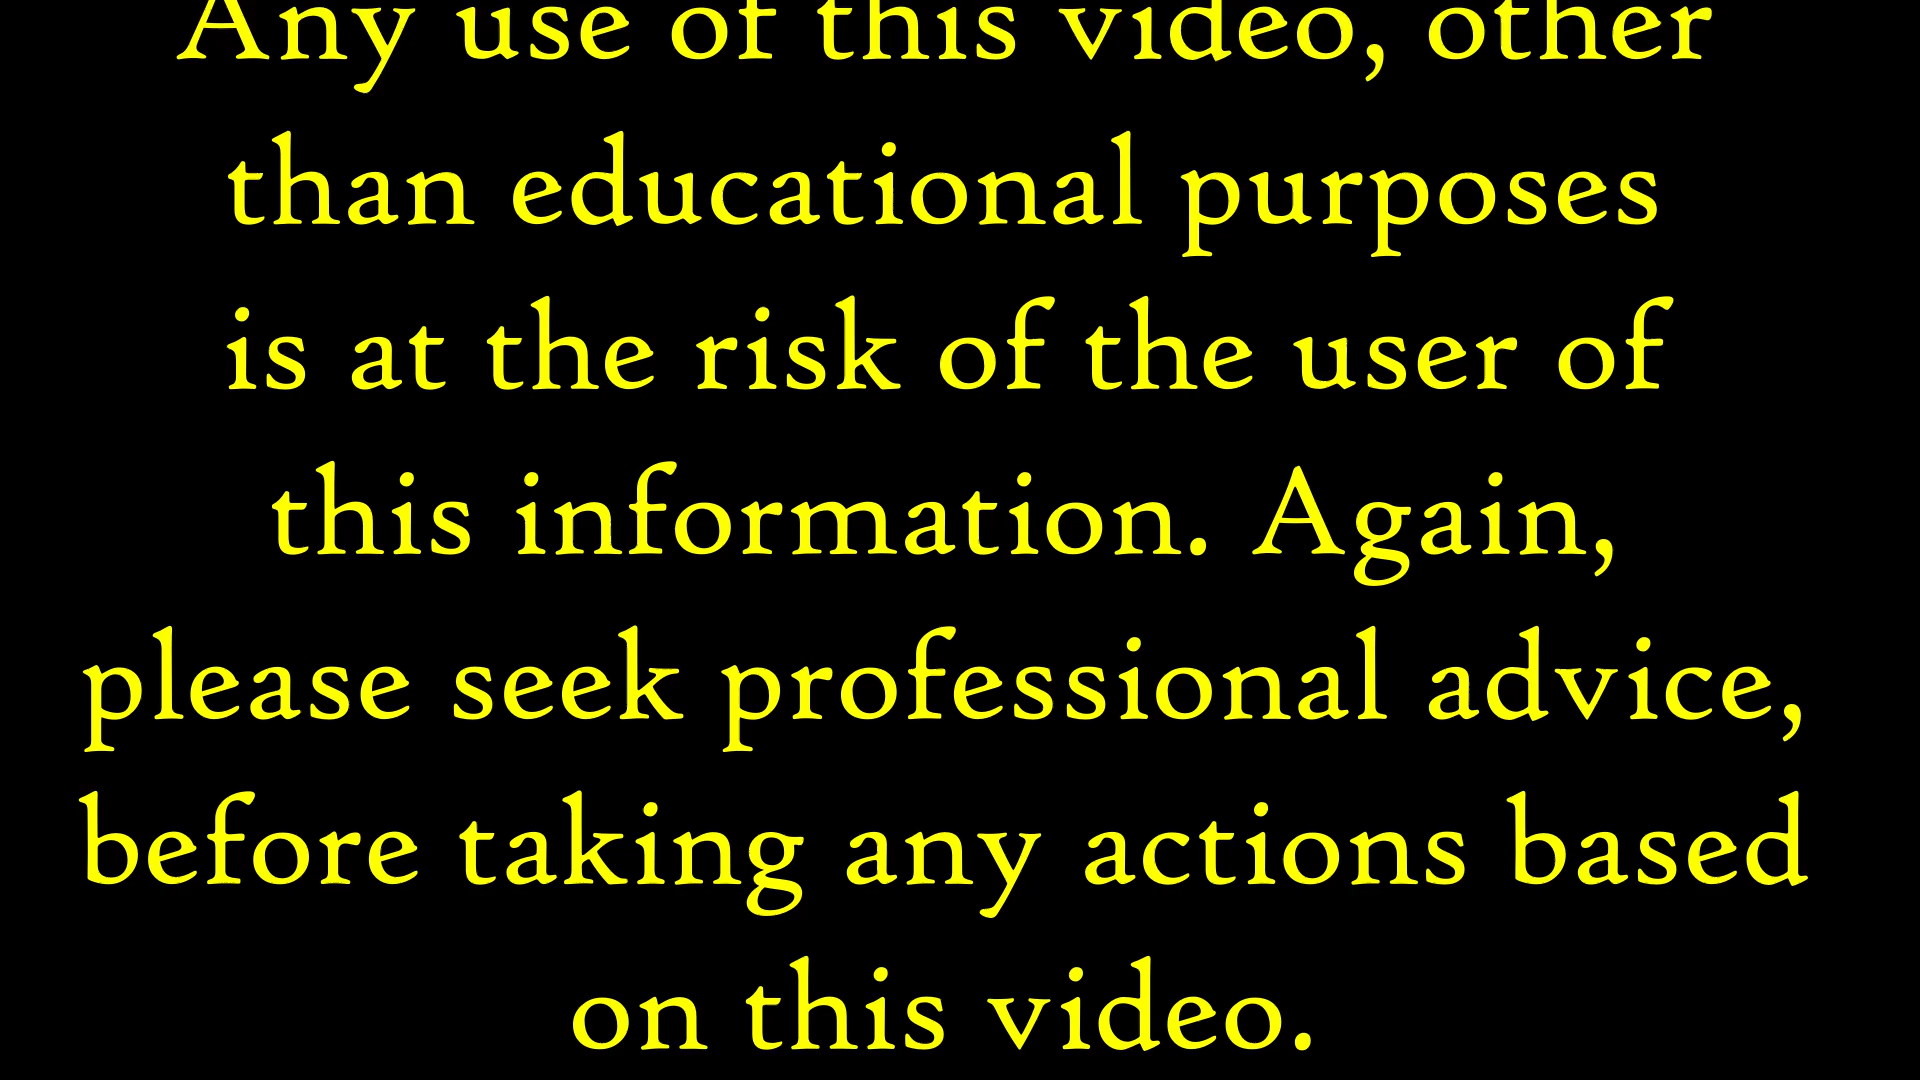 Any use of this video, other
than educational purposes
is at the risk of the user of
this information. Again,
please seek professional advice,
before taking any actions based
on this video.